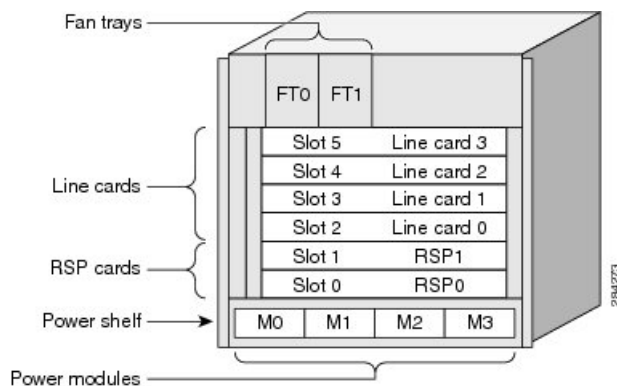 Fan trays
FT0 FT1
Slot 5 Line card 3
Slot 4 Line card 2
Line cards
Slot 3 Line card 1
Slot 2 Line card 0
Slot 1 RSP1
RSP cards
Slot 0 RSP0
Power shelf
M0 M1 M2 M3
Power modules
284273